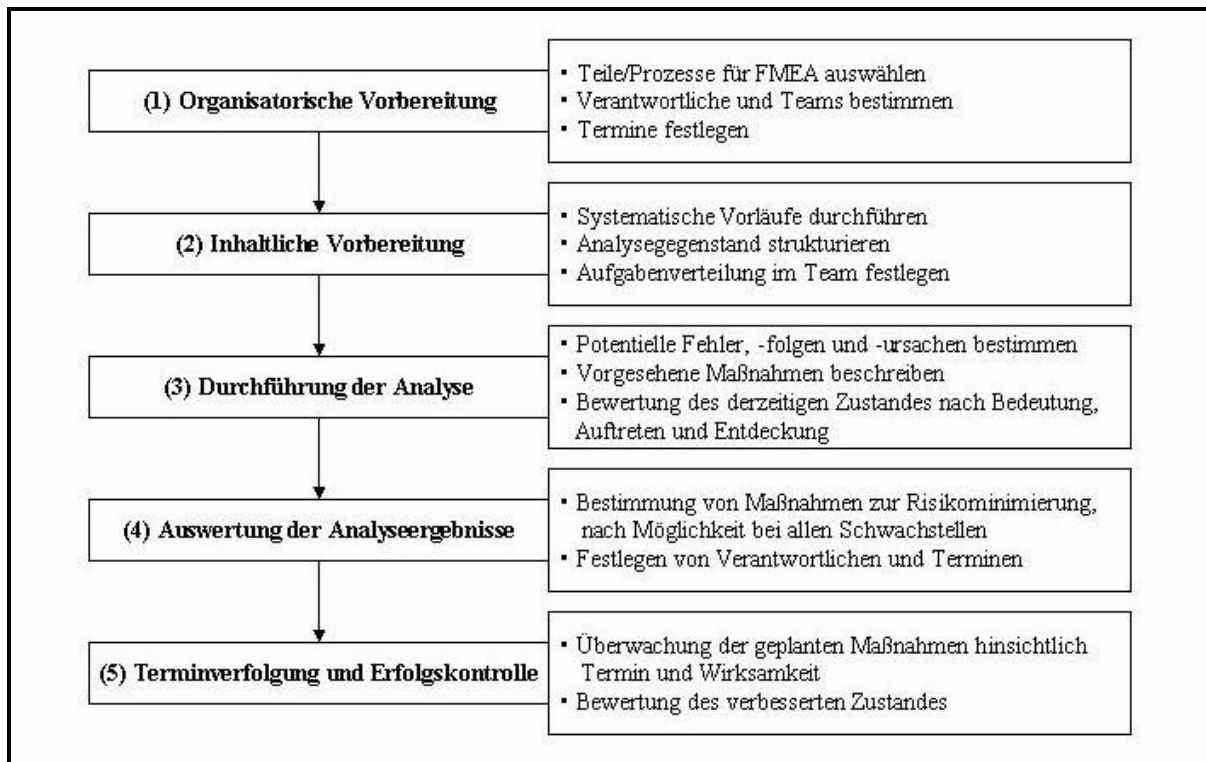 (1) Organisatorische Vorbereitung
▪ Teile/Prozesse für FMEA auswählen
▪ Verantwortliche und Teams bestimmen
▪ Termine festlegen
(2) Inhaltliche Vorbereitung
▪ Systematische Vorläufe durchführen
▪ Analysegegenstand strukturieren
▪ Aufgabenverteilung im Team festlegen
(3) Durchführung der Analyse
▪ Potentielle Fehler, -folgen und -ursachen bestimmen
▪ Vorgesehene Maßnahmen beschreiben
▪ Bewertung des derzeitigen Zustandes nach Bedeutung,
Auftreten und Entdeckung
(4) Auswertung der Analyseergebnisse
▪ Bestimmung von Maßnahmen zur Risikominimierung,
nach Möglichkeit bei allen Schwachstellen
▪ Festlegen von Verantwortlichen und Terminen
(5) Terminverfolgung und Erfolgskontrolle
▪ Überwachung der geplanten Maßnahmen hinsichtlich
Termin und Wirksamkeit
▪ Bewertung des verbesserten Zustandes